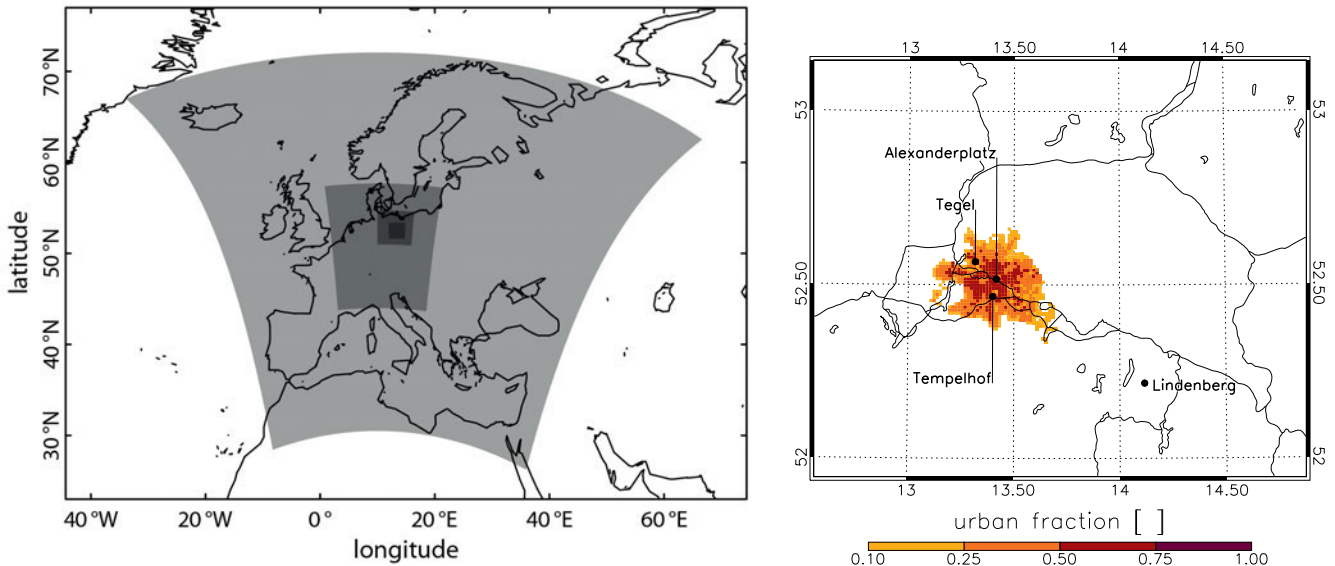 70°N
60°N
50°N
40°N
30°N
latitude
40°W
20°W
0°
20°E
40°E
60°E
longitude
13
13.50
14
14.50
53
53
Alexanderplatz
Tegel
52.50
52.50
Tempelhof
Lindenberg
52
52
13
13.50
14
14.50
urban fraction [ ]
0.10
0.25
0.50
0.75
1.00